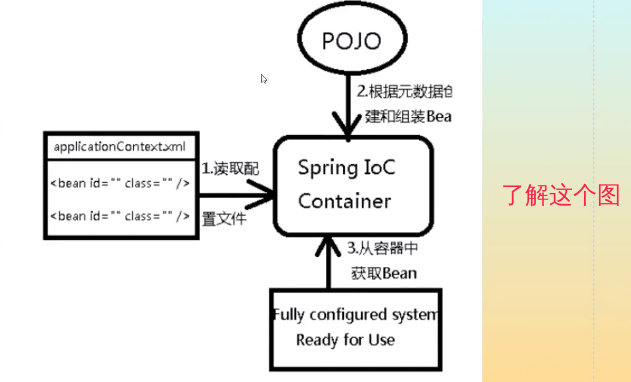 POJO
2.根据元数据创
建和组装Bea
applicationContext.xml
<bean id="" class="" />
<bean id="" class="" />
1.读取配
置文件
Spring IoC
Container
了解这个图
3.从容器中
获取Bean
Fully configured system
Ready for Use